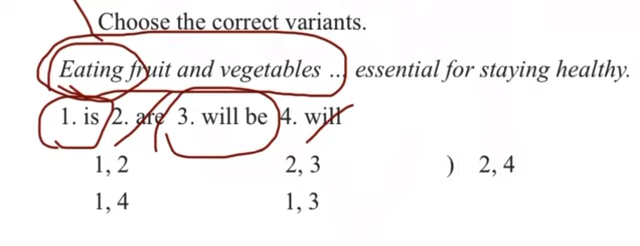 Choose the correct variants.
Eating fruit and vegetables ... essential for staying healthy.
1. is 2. are 3. will be 4. will
1, 2 2, 3 ) 2, 4
1, 4 1, 3